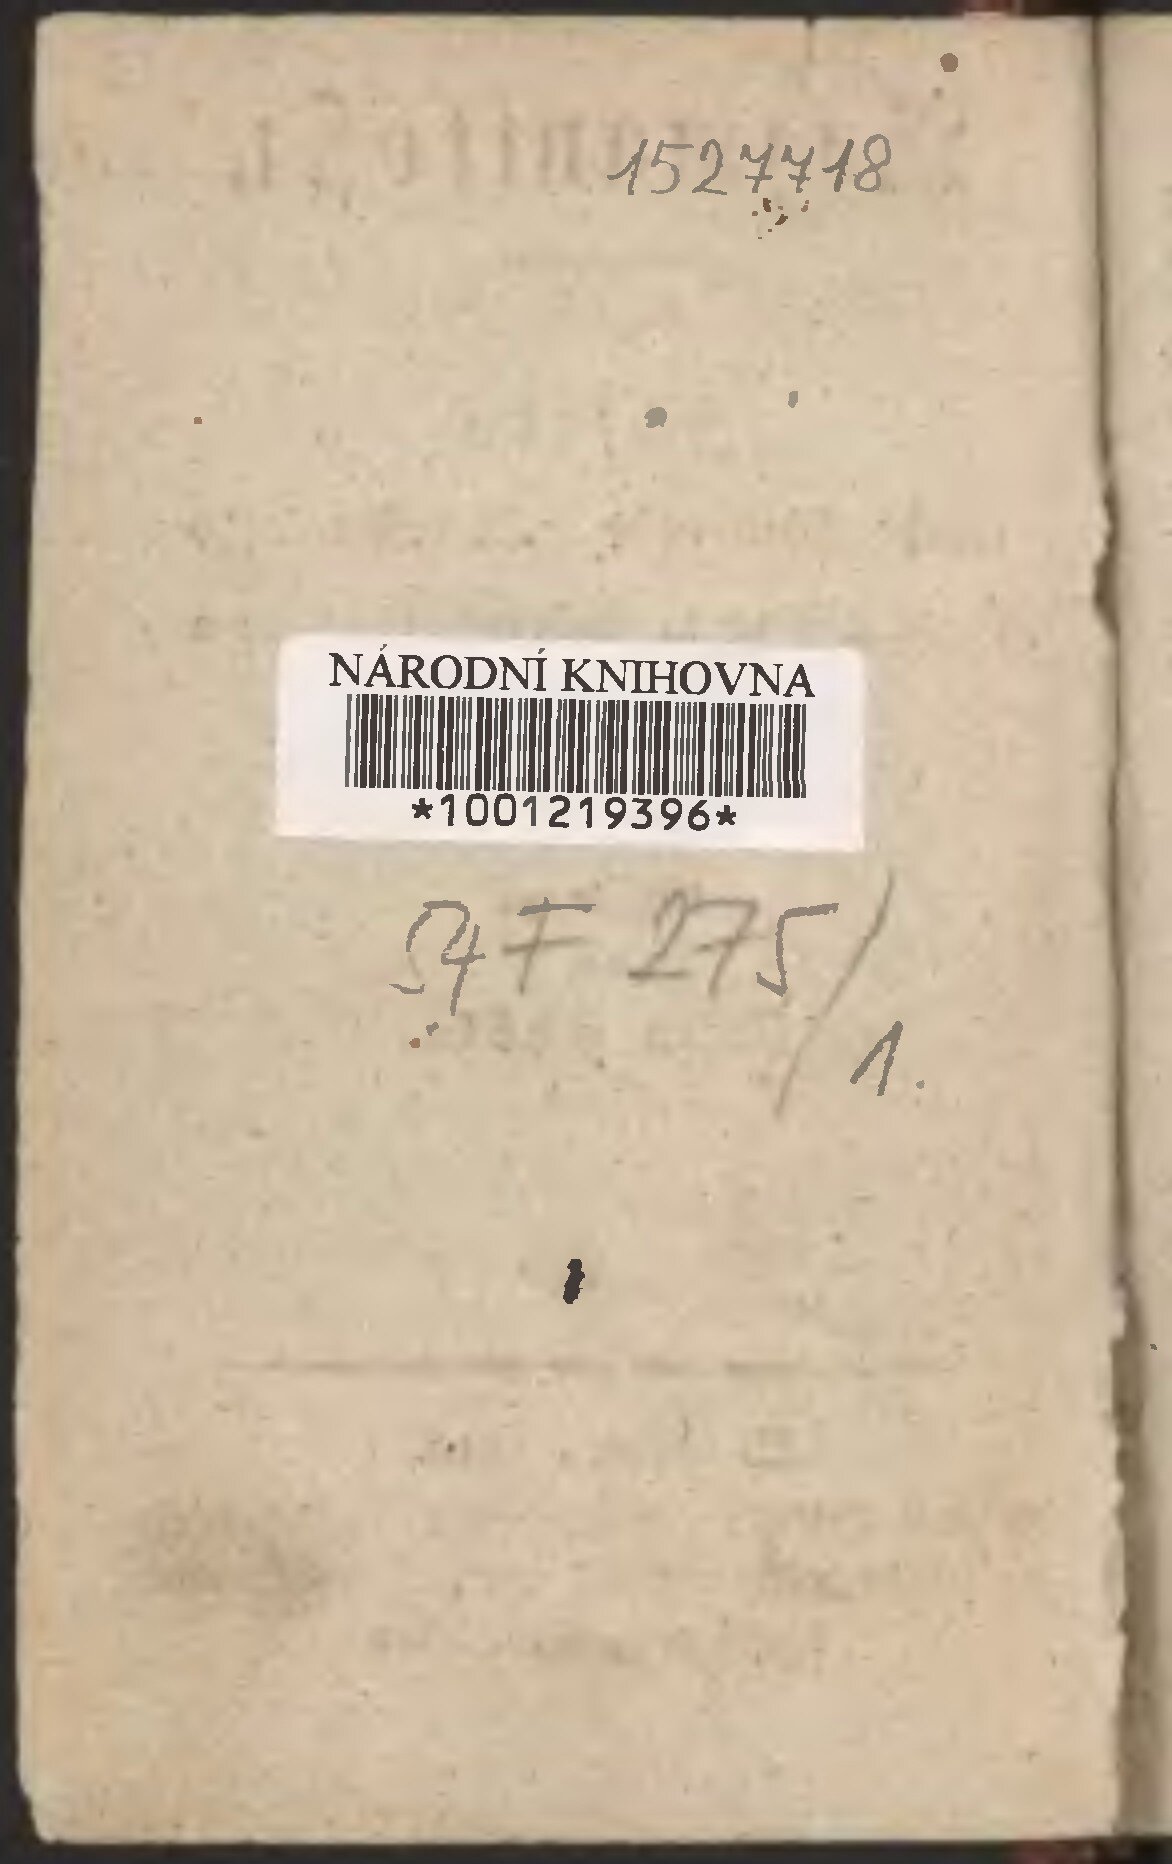 1527718
NÁRODNÍ KNIHOVNA
*1001219396*
54 F 275/
1.